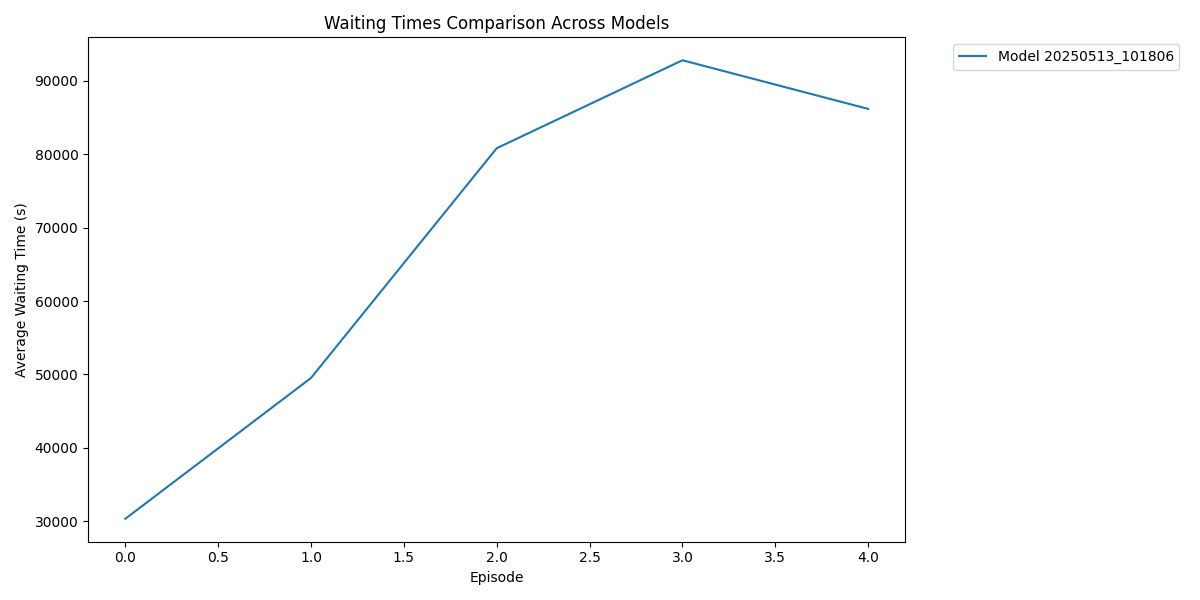 Waiting Times Comparison Across Models
Model 20250513_101806
Average Waiting Time (s)
90000
80000
70000
60000
50000
40000
30000
0.0 0.5 1.0 1.5 2.0 2.5 3.0 3.5 4.0
Episode